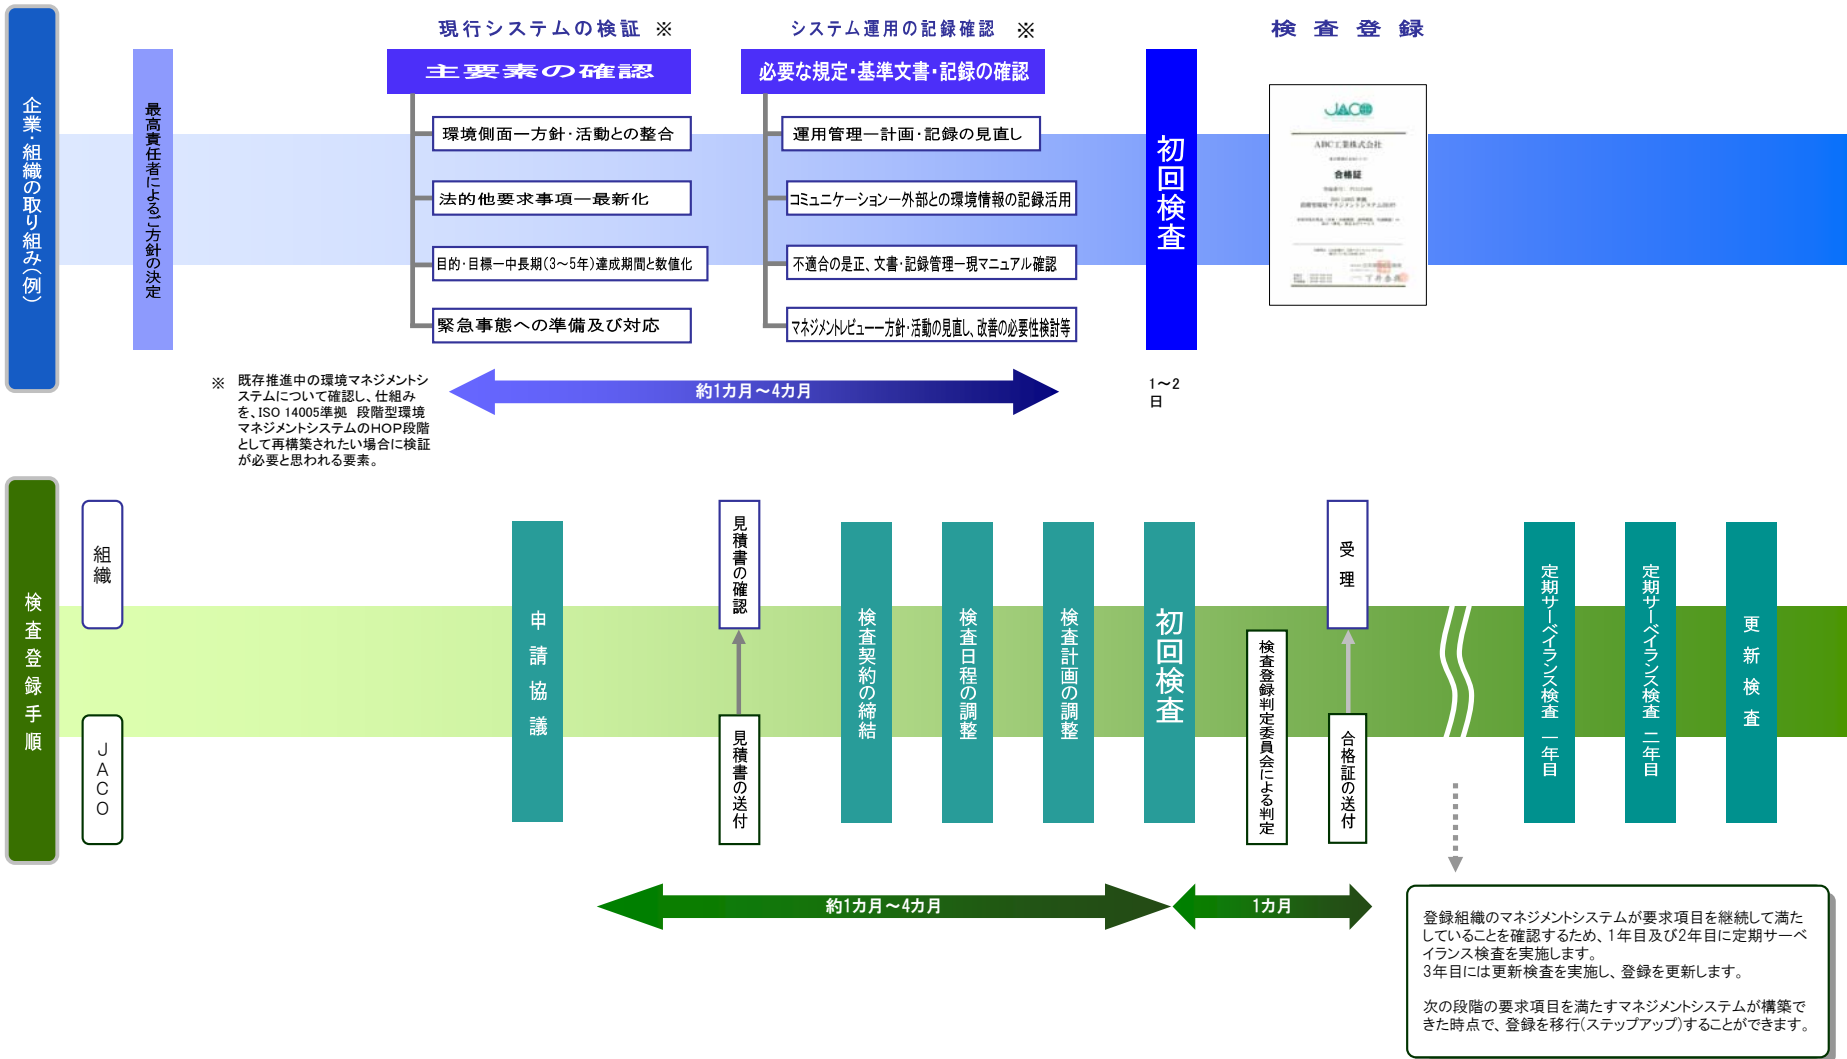 企業・組織の取り組み(例)
最高責任者によるご方針の決定
現行システムの検証 ※
主要素の確認
環境側面ー方針・活動との整合
法的他要求事項ー最新化
目的・目標ー中長期(3～5年)達成期間と数値化
緊急事態への準備及び対応
システム運用の記録確認 ※
必要な規定・基準文書・記録の確認
運用管理ー計画・記録の見直し
コミュニケーションー外部との環境情報の記録活用
不適合の是正、文書・記録管理ー現マニュアル確認
マネジメントレビューー方針・活動の見直し、改善の必要性検討等
初回検査
検査登録
JACO
ABC工業株式会社
合格証
※ 既存推進中の環境マネジメントシ
ステムについて確認し、仕組み
を、ISO 14005準拠 段階型環境
マネジメントシステムのHOP段階
として再構築されたい場合に検証
が必要と思われる要素。
約1カ月～4カ月
1～2
日
検査登録手順
組織
JACO
申請協議
見積書の確認
見積書の送付
検査契約の締結
検査日程の調整
検査計画の調整
初回検査
検査登録判定委員会による判定
受理
合格証の送付
定期サーベイランス検査 一年目
定期サーベイランス検査 二年目
更新検査
約1カ月～4カ月
1カ月
登録組織のマネジメントシステムが要求項目を継続して満た
していることを確認するため、1年目及び2年目に定期サーベ
イランス検査を実施します。
3年目には更新検査を実施し、登録を更新します。
次の段階の要求項目を満たすマネジメントシステムが構築で
きた時点で、登録を移行(ステップアップ)することができます。